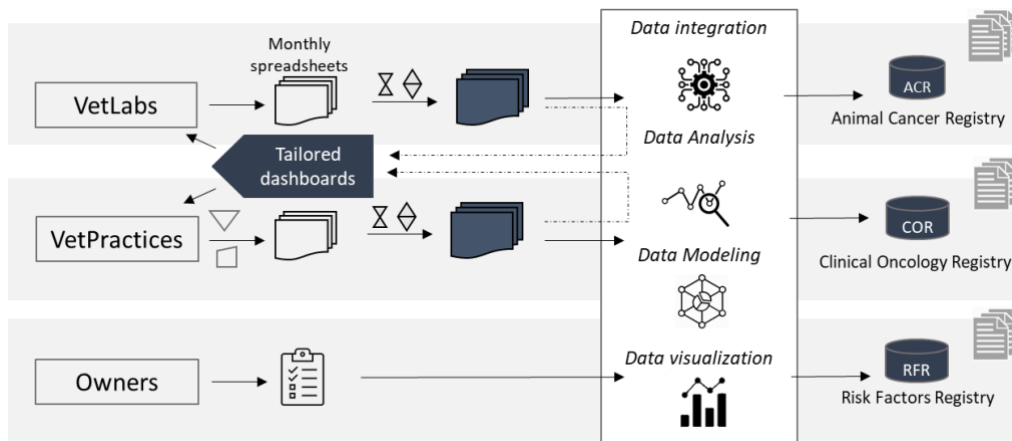 Data integration
Monthly
spreadsheets
VetLabs
ACR
Animal Cancer Registry
Data Analysis
Tailored
dashboards
VetPractices
COR
Clinical Oncology Registry
Data Modeling
Data visualization
Owners
RFR
Risk Factors Registry